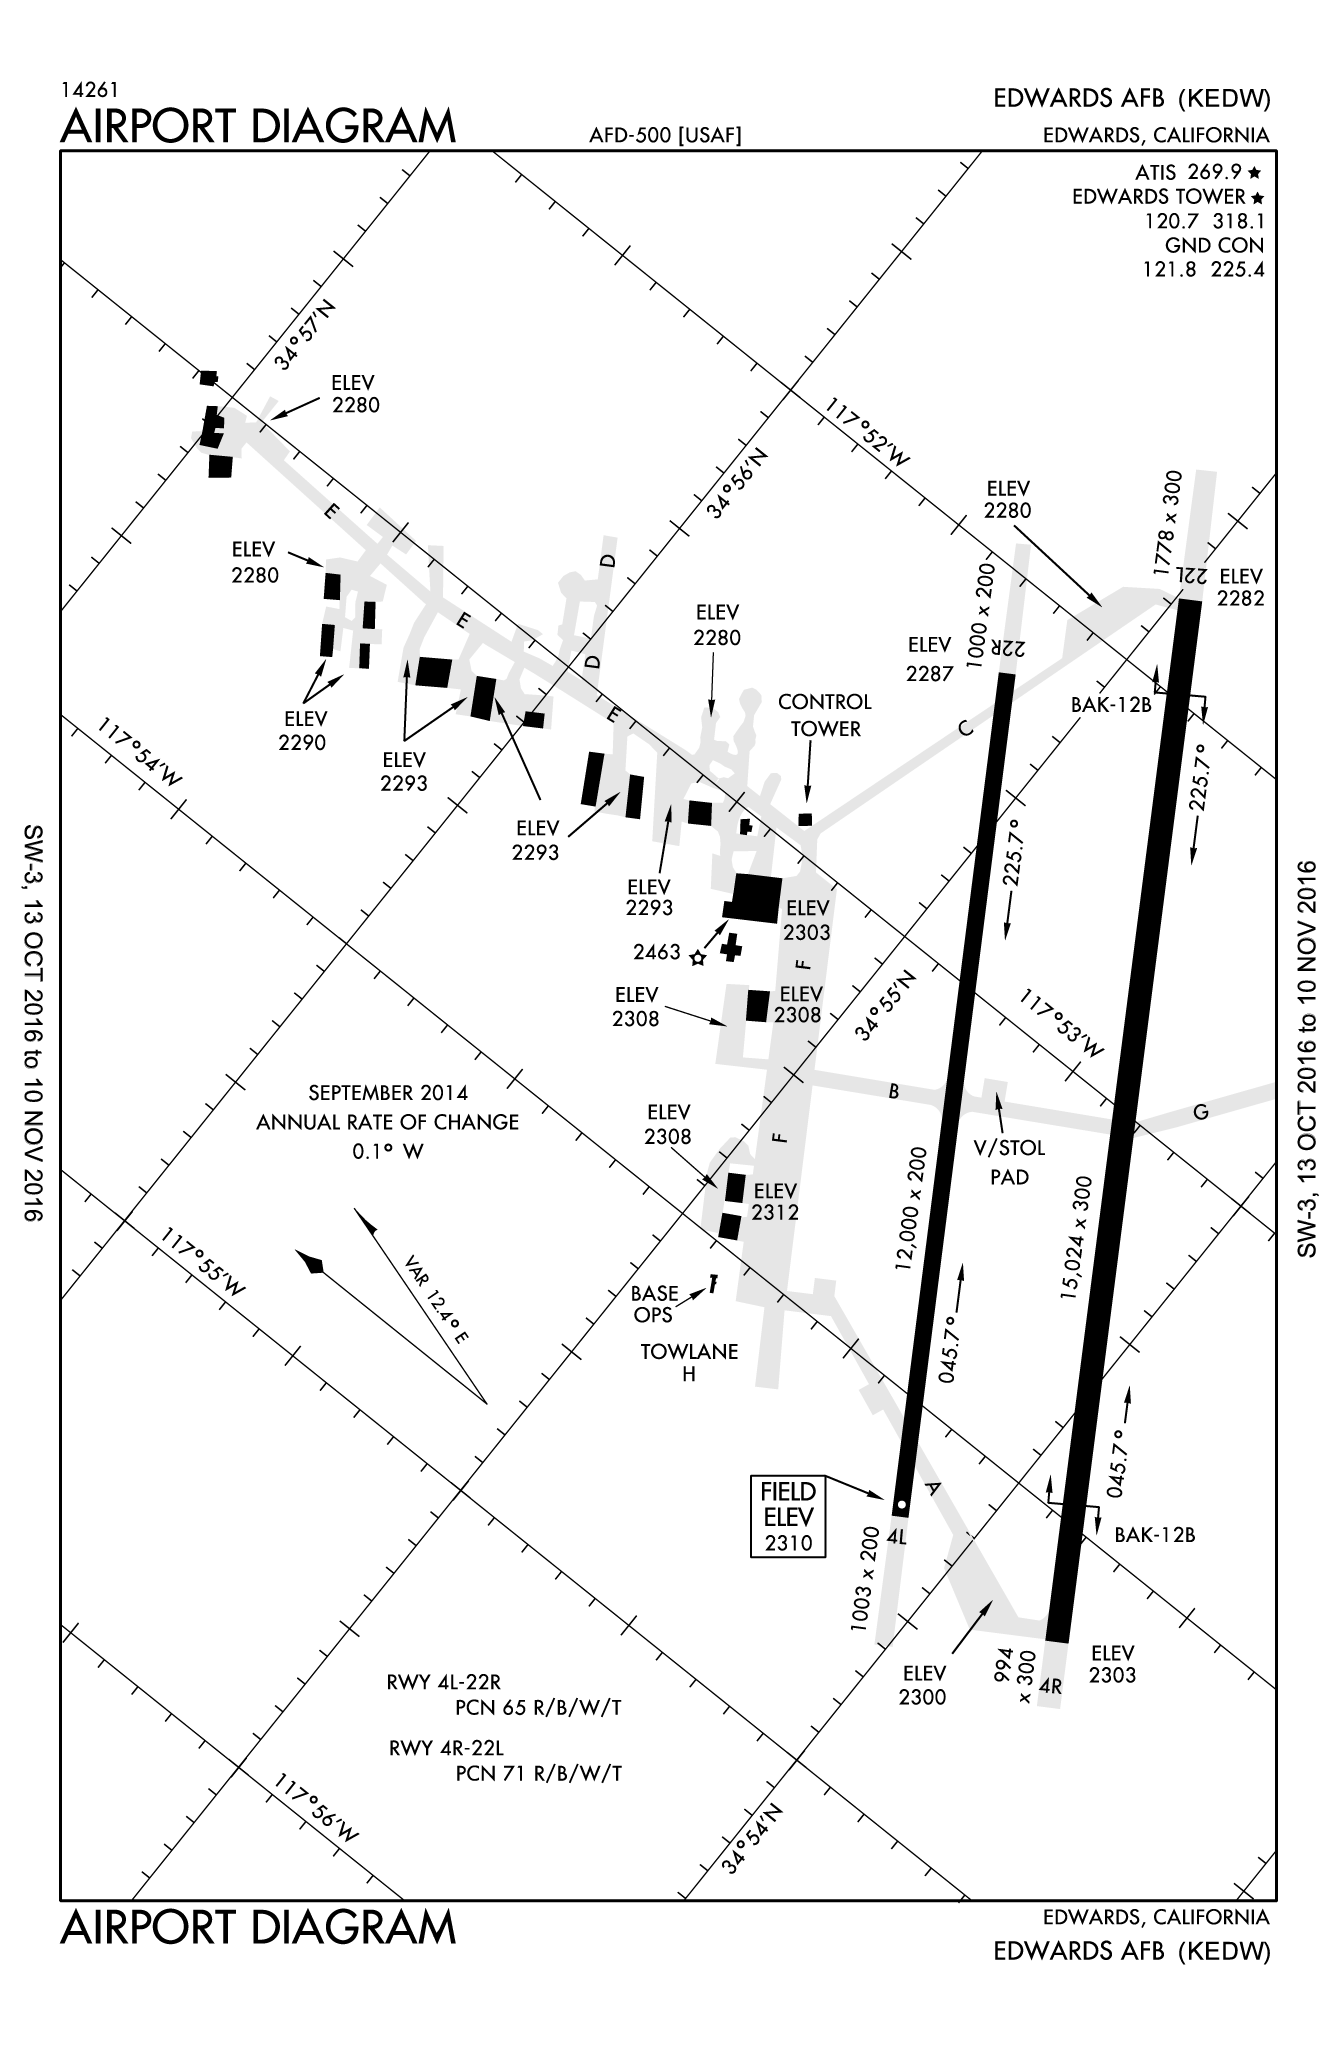 14261
AIRPORT DIAGRAM
AFD-500 [USAF]
EDWARDS AFB (KEDW)
EDWARDS, CALIFORNIA
ATIS 269.9
EDWARDS TOWER
120.7 318.1
GND CON
121.8 225.4
34°57'N
ELEV
2280
117°52'W
34°56'N
1778 x 300
ELEV
2280
E
ELEV
2280
D
22L
ELEV
2282
1000 x 200
E
ELEV
2280
22R
ELEV
2287
D
BAK-12B
CONTROL
TOWER
E
C
ELEV
2290
117°54'W
ELEV
2293
225.7°
225.7°
ELEV
2293
ELEV
2293
ELEV
2303
2463
F
ELEV
2308
ELEV
2308
34°55'N
117°53'W
SW-3, 13 OCT 2016 to 10 NOV 2016
SW-3, 13 OCT 2016 to 10 NOV 2016
SEPTEMBER 2014
ANNUAL RATE OF CHANGE
0.1° W
B
G
ELEV
2308
F
V/STOL
PAD
ELEV
2312
12,000 x 200
15,024 x 300
117°55'W
VAR 12.4° E
BASE
OPS
TOWLANE
H
045.7°
045.7°
FIELD
ELEV
2310
A
4L
BAK-12B
1003 x 200
ELEV
2300
994
x 300
4R
ELEV
2303
RWY 4L-22R
PCN 65 R/B/W/T
RWY 4R-22L
PCN 71 R/B/W/T
117°56'W
34°54'N
AIRPORT DIAGRAM
EDWARDS, CALIFORNIA
EDWARDS AFB (KEDW)